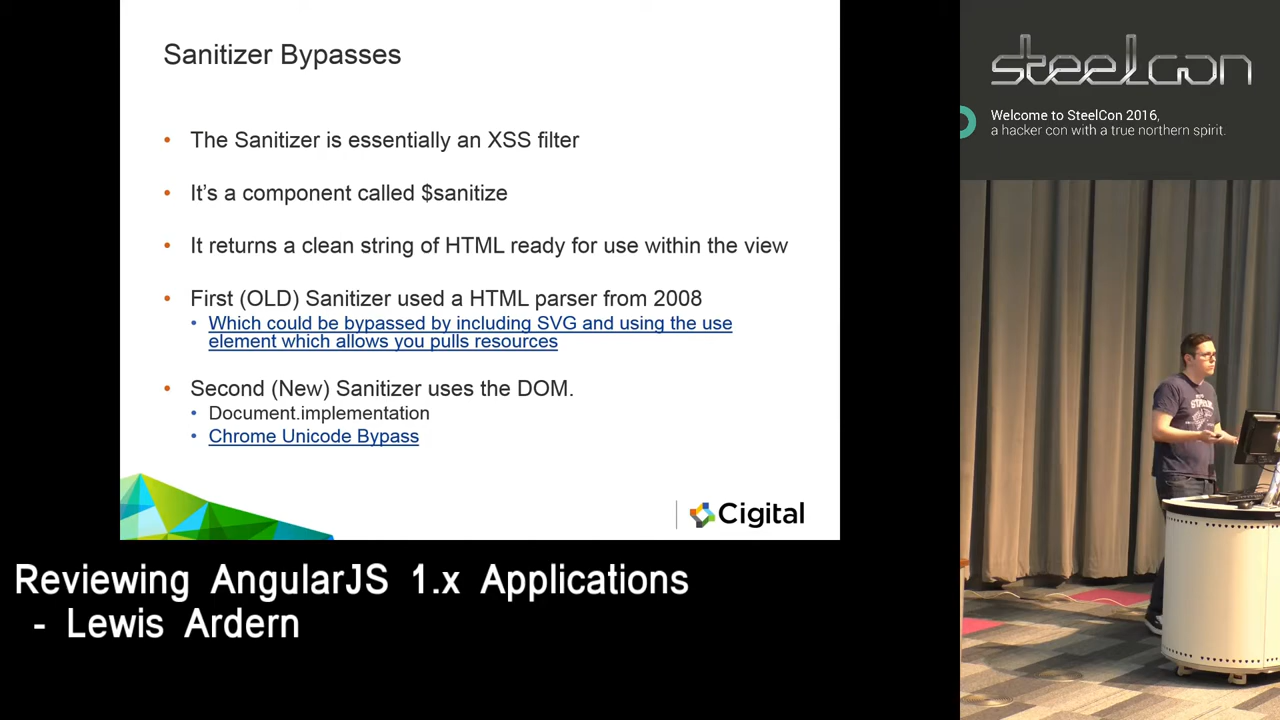 Sanitizer Bypasses
The Sanitizer is essentially an XSS filter
It's a component called $sanitize
It returns a clean string of HTML ready for use within the view
First (OLD) Sanitizer used a HTML parser from 2008
Which could be bypassed by including SVG and using the use
element which allows you pulls resources
Second (New) Sanitizer uses the DOM.
Document.implementation
Chrome Unicode Bypass
Cigital
Reviewing AngularJS 1.x Applications
- Lewis Ardern
steelcon
Welcome to SteelCon 2016,
a hacker con with a true northern spirit.